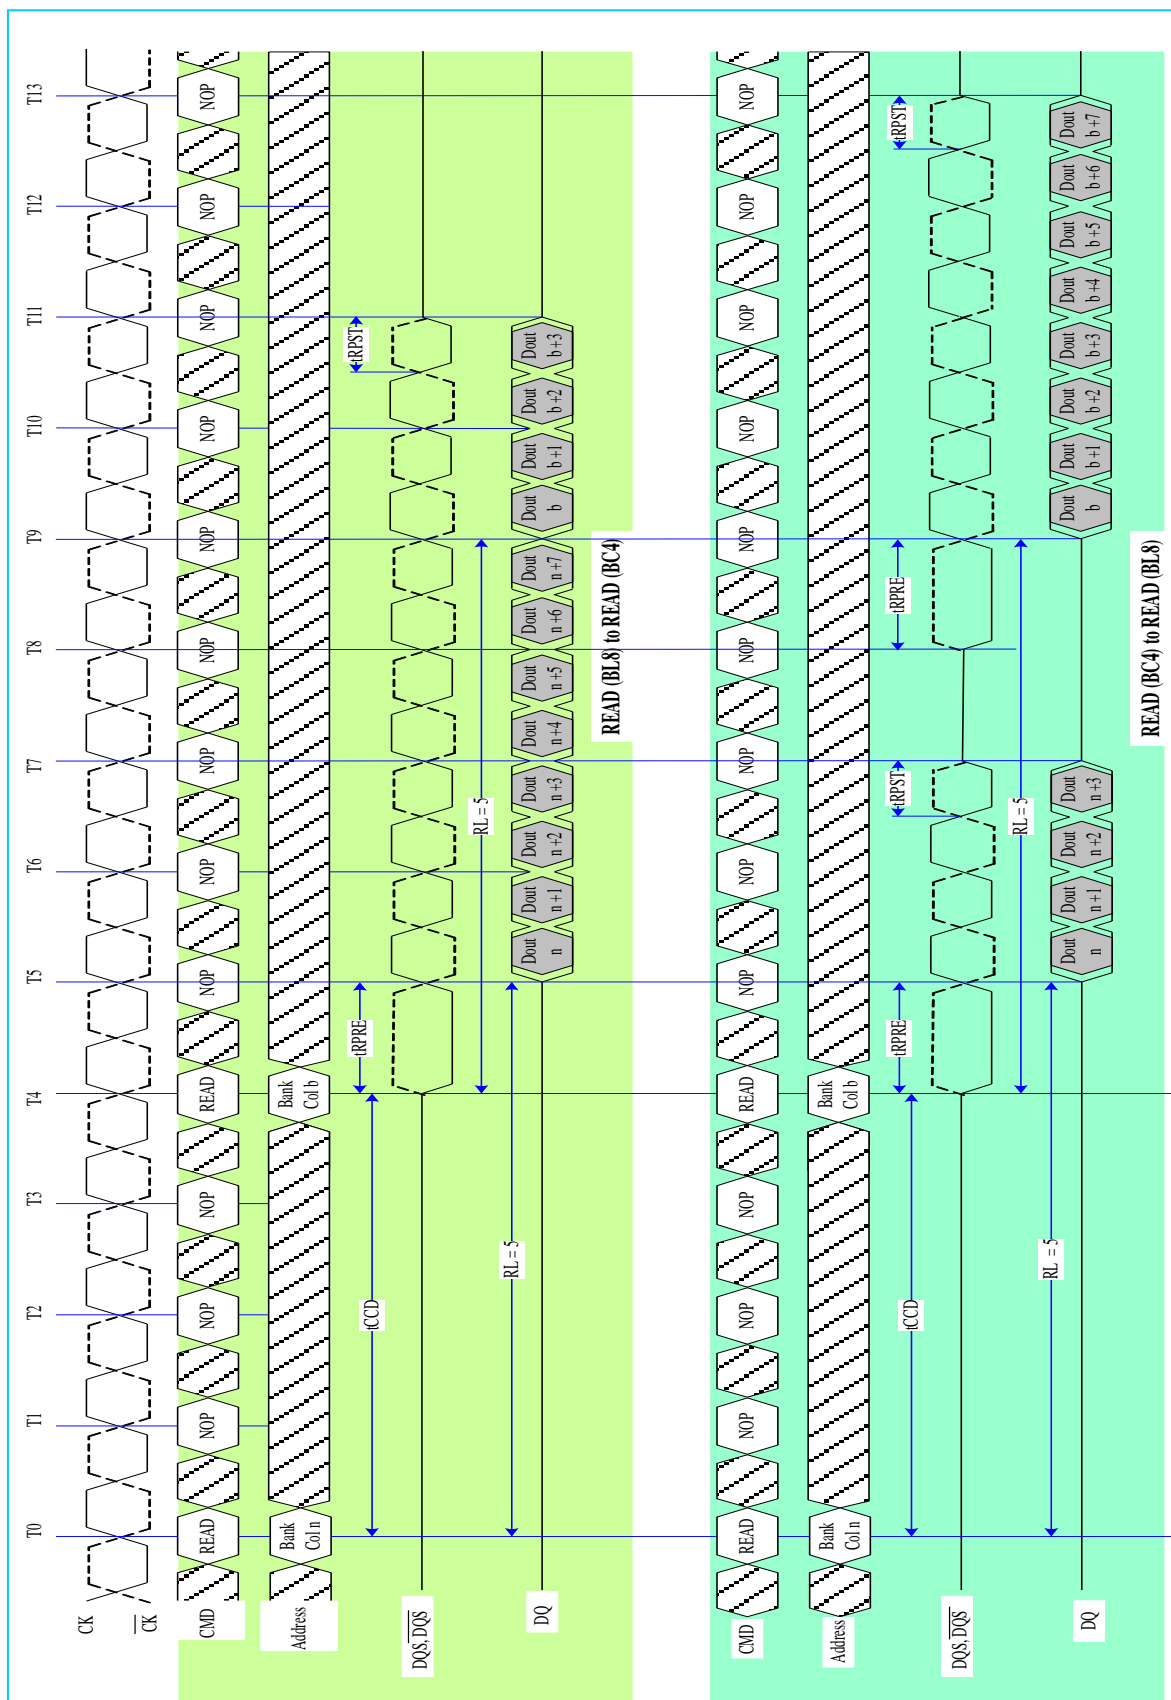 T0 T1 T2 T3 T4 T5 T6 T7 T8 T9 T10 T11 T12 T13
CK
CK
CMD READ NOP NOP NOP READ NOP NOP NOP NOP NOP NOP NOP NOP NOP
Address Bank Col n Bank Col b
tCCD tRPRE tRPST
DQS, DQS
RL = 5
RL = 5
DQ Dout n Dout n+1 Dout n+2 Dout n+3 Dout n+4 Dout n+5 Dout n+6 Dout n+7 Dout b Dout b+1 Dout b+2 Dout b+3
READ (BL8) to READ (BC4)
CMD READ NOP NOP NOP READ NOP NOP NOP NOP NOP NOP NOP NOP NOP
Address Bank Col n Bank Col b
tCCD tRPRE tRPST tRPRE tRPST
DQS, DQS
RL = 5
RL = 5
DQ Dout n Dout n+1 Dout n+2 Dout n+3 Dout b Dout b+1 Dout b+2 Dout b+3 Dout b+4 Dout b+5 Dout b+6 Dout b+7
READ (BC4) to READ (BL8)